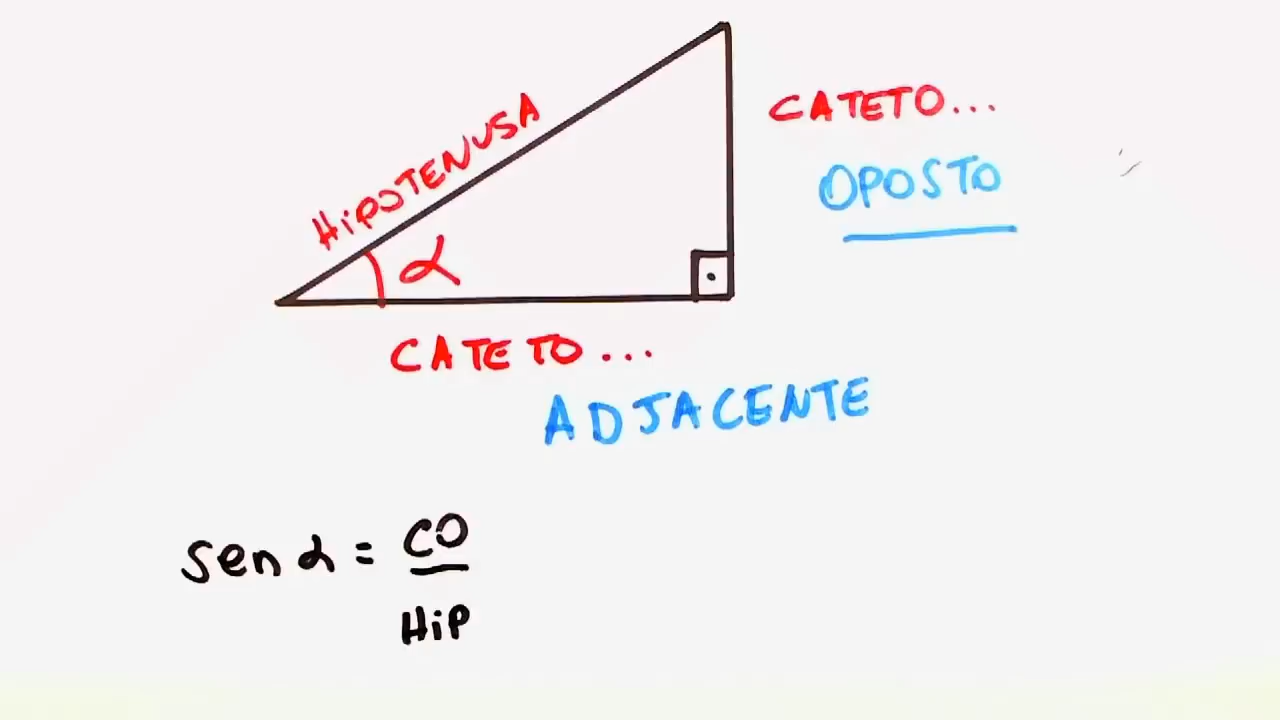 HiPOTENUSA
CATETO...
OPOSTO
α
CATETO...
ADJACENTE
Sen α = CO
HiP